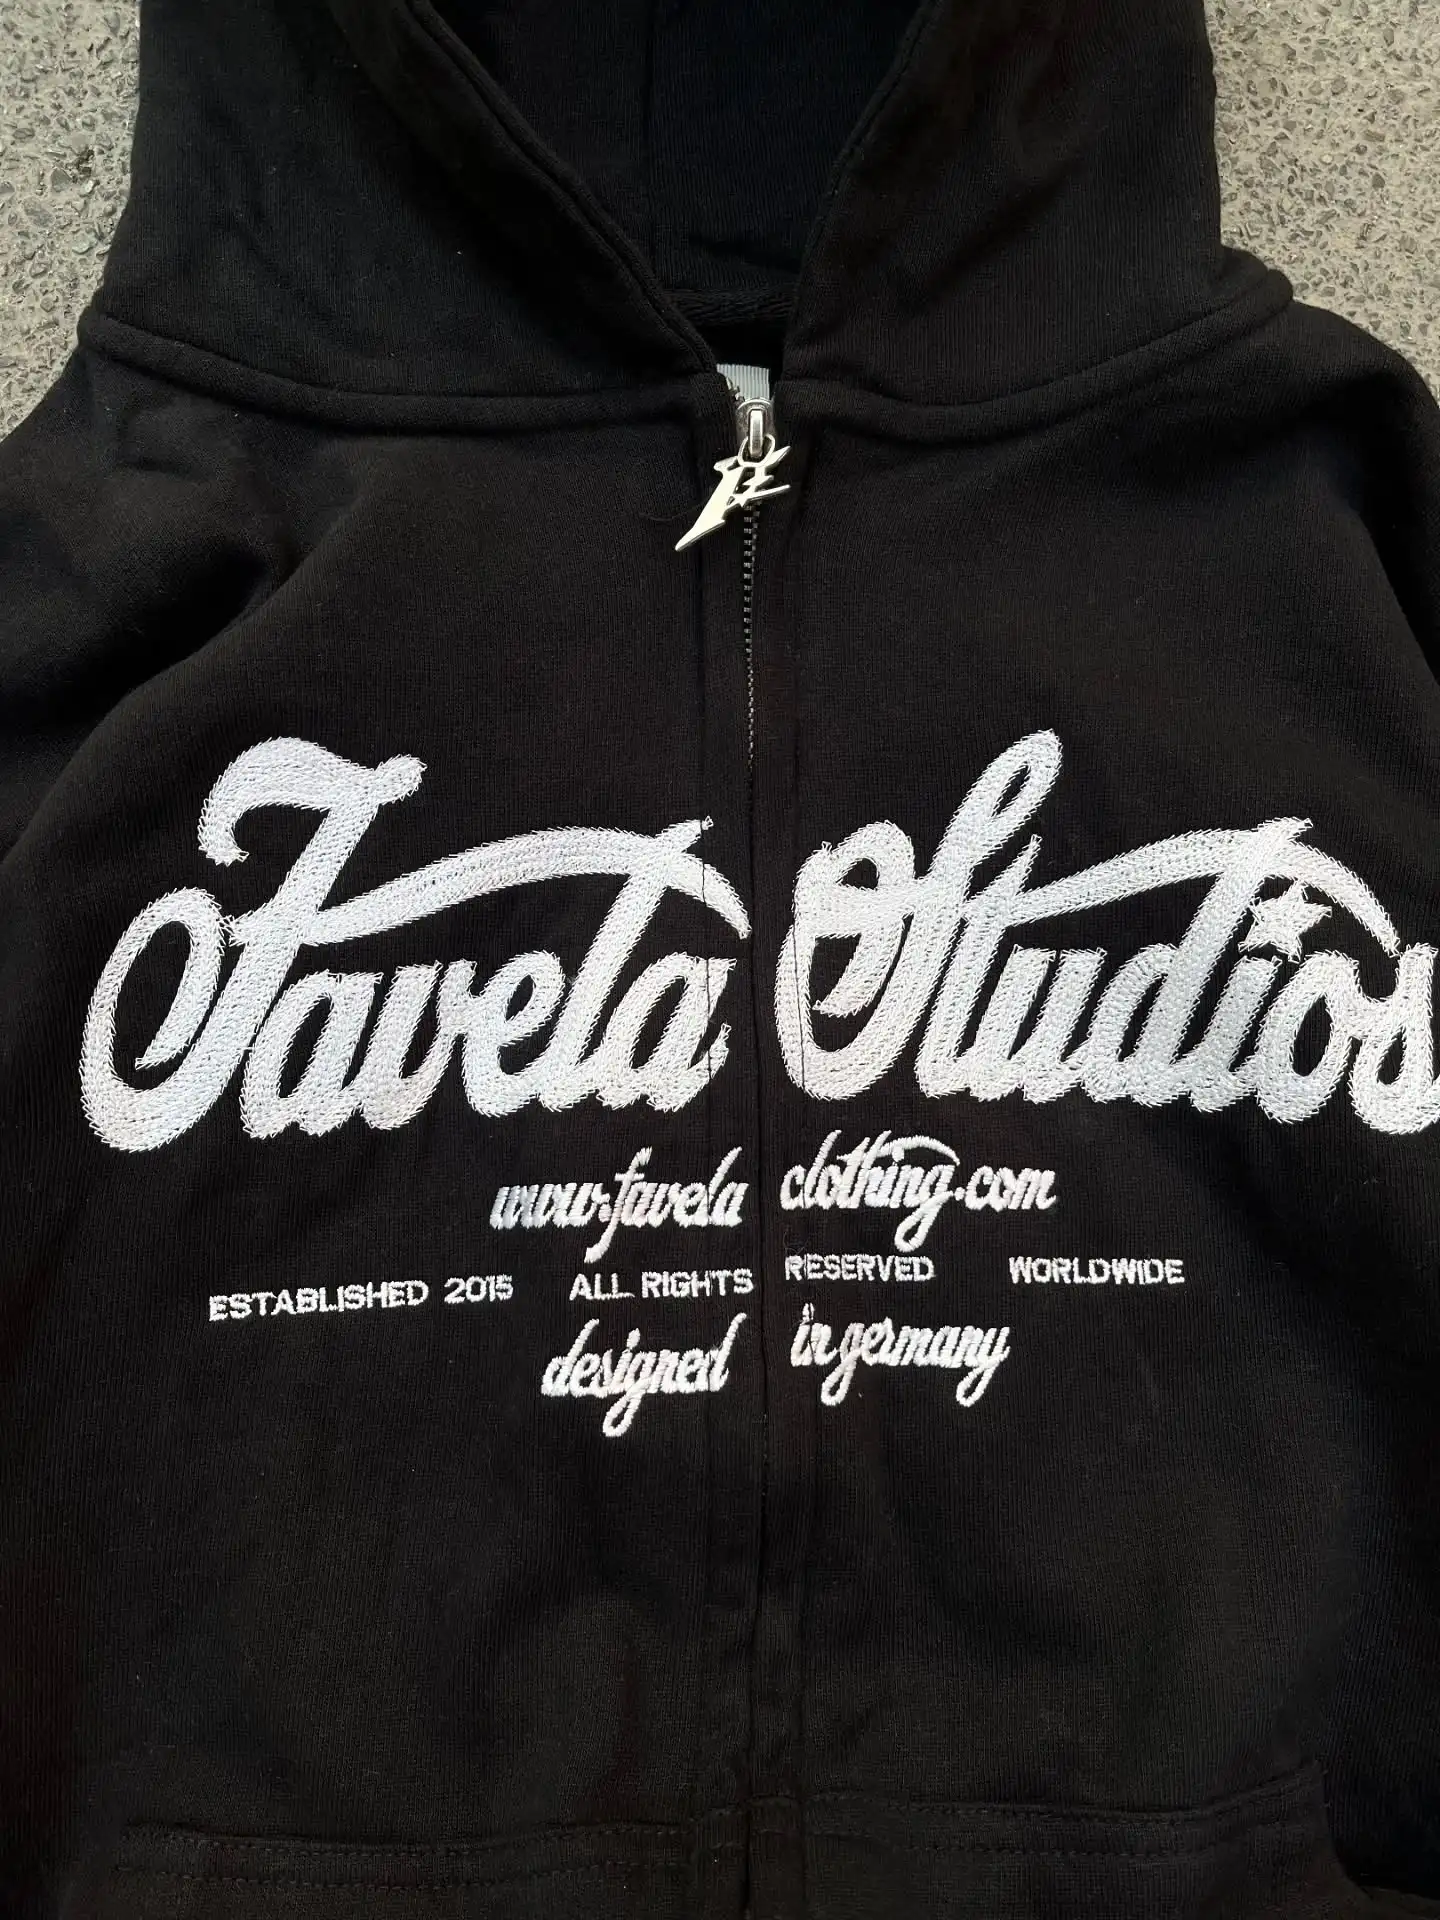 Favela Studios
www.favela clothing.com
ESTABLISHED 2015 ALL RIGHTS RESERVED WORLDWIDE
designed in germany